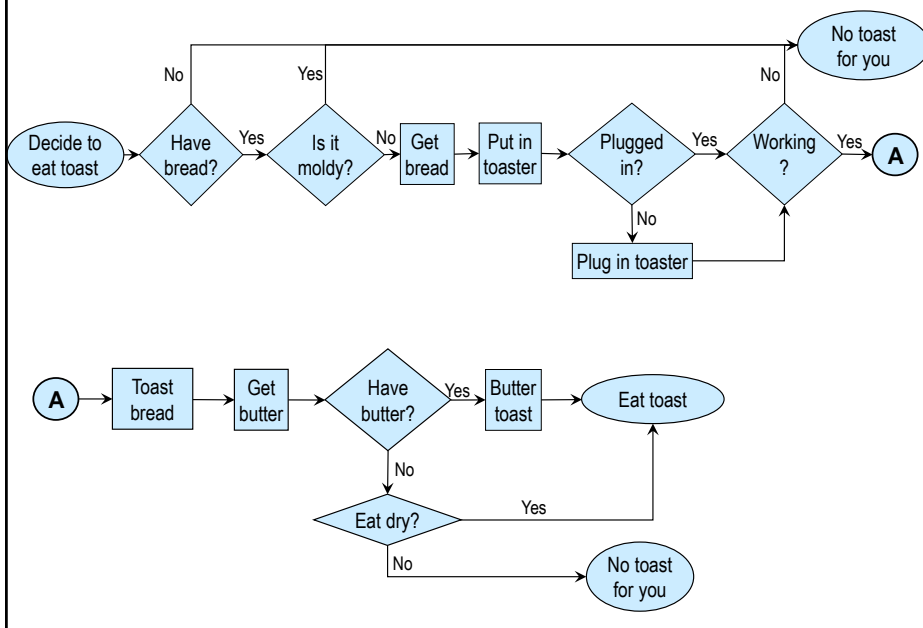 No toast
for you
No
Yes
No
Decide to
eat toast
Have
bread?
Yes
Is it
moldy?
No
Get
bread
Put in
toaster
Plugged
in?
Yes
Working
?
Yes
A
No
Plug in toaster
A
Toast
bread
Get
butter
Have
butter?
Yes
Butter
toast
Eat toast
No
Eat dry?
Yes
No
No toast
for you